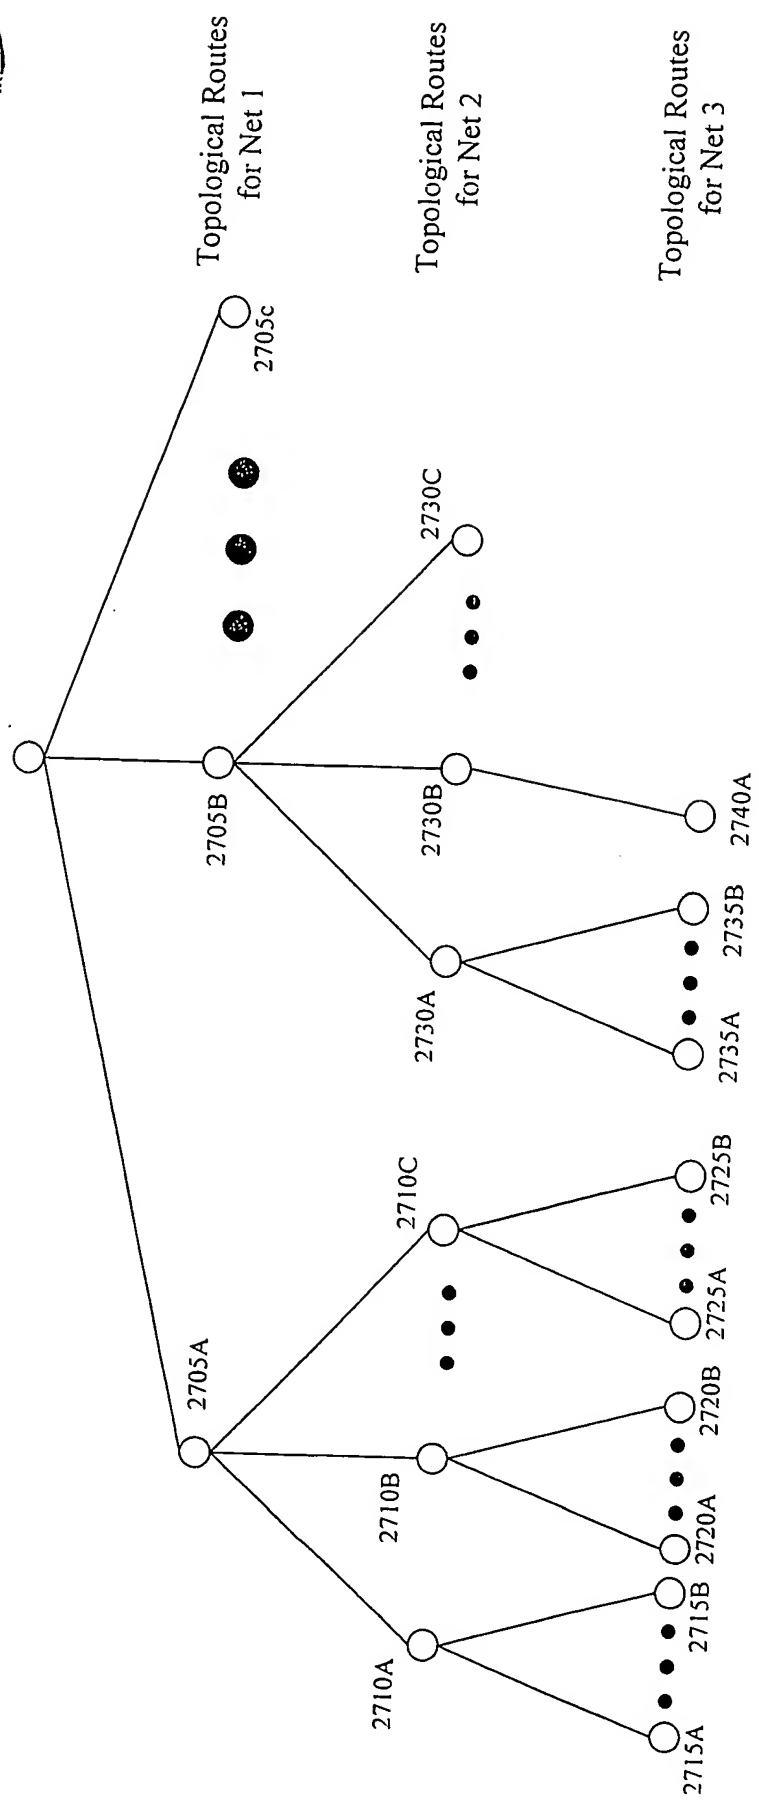 2705A
2705B
2705c
Topological Routes
for Net 1
2710A
2710B
2710C
2730A
2730B
2730C
Topological Routes
for Net 2
2715A
2715B
2720A
2720B
2725A
2725B
2735A
2735B
2740A
Topological Routes
for Net 3